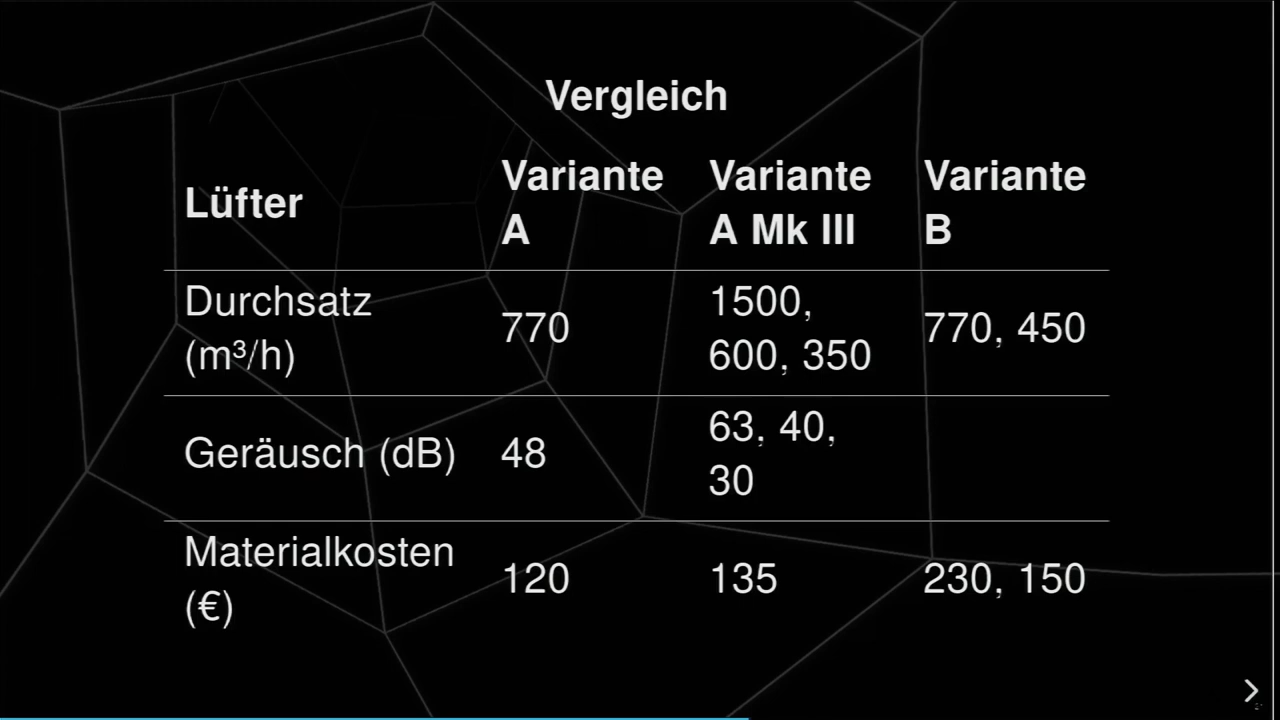 Vergleich
Lüfter Variante A Variante A Mk III Variante B
Durchsatz (m³/h) 770 1500, 600, 350 770, 450
Geräusch (dB) 48 63, 40, 30
Materialkosten (€) 120 135 230, 150